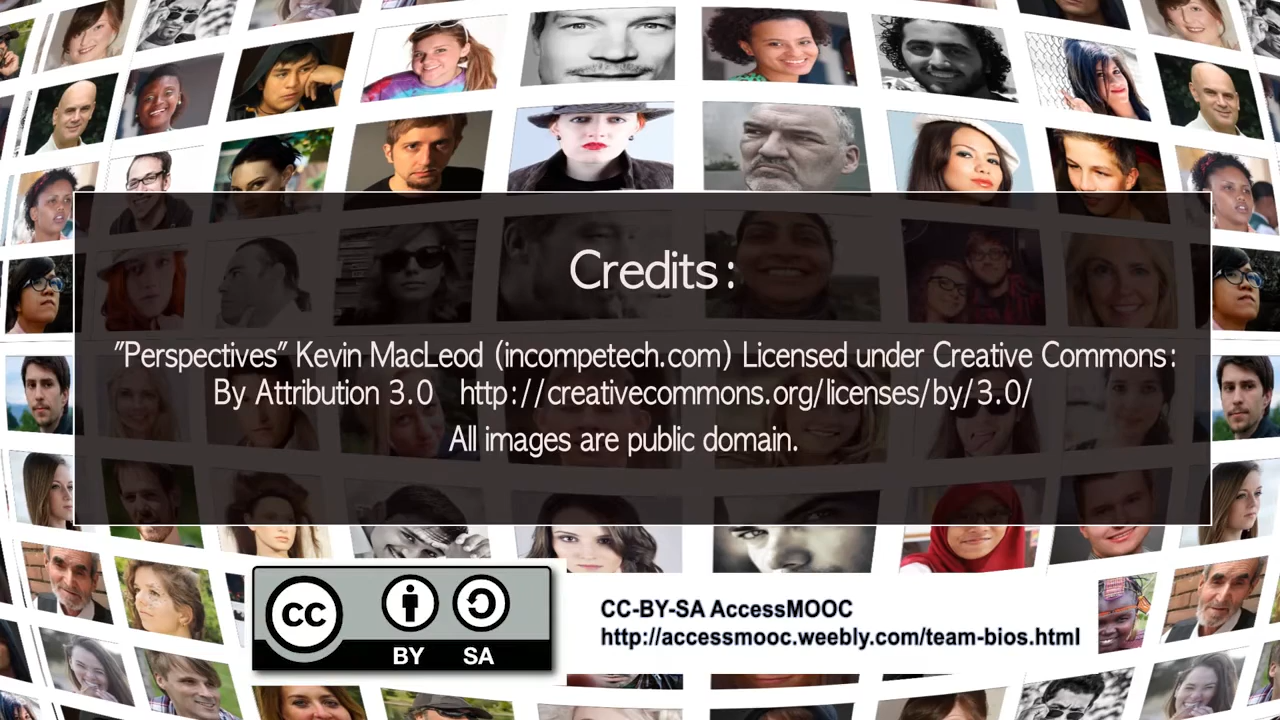 Credits:
"Perspectives" Kevin MacLeod (incompetech.com) Licensed under Creative Commons:
By Attribution 3.0 http://creativecommons.org/licenses/by/3.0/
All images are public domain.
cc
BY SA
CC-BY-SA AccessMOOC
http://accessmooc.weebly.com/team-bios.html